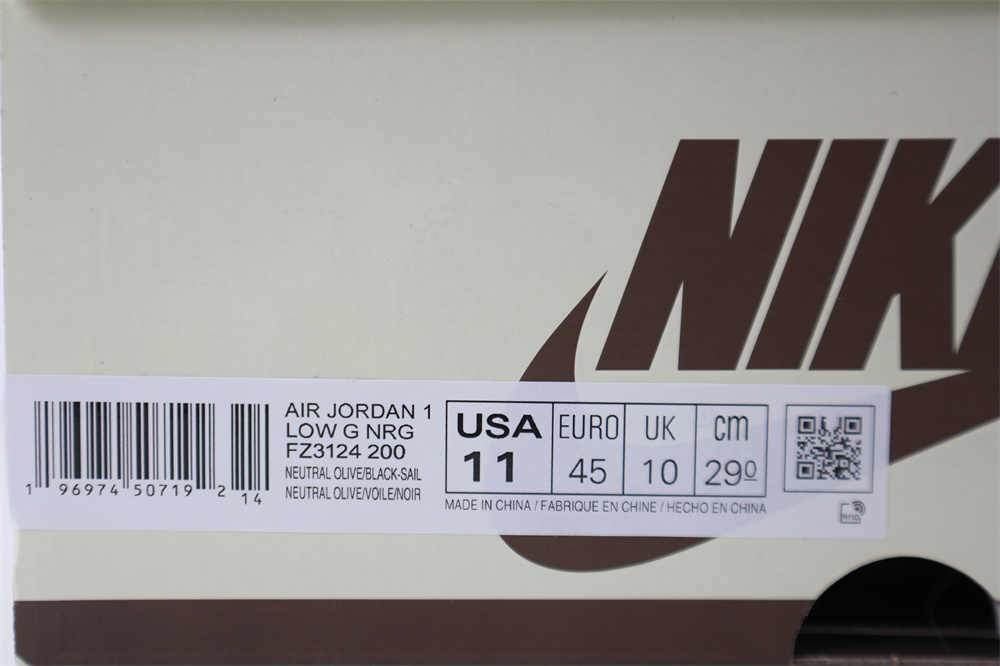 NIK
AIR JORDAN 1
LOW G NRG
FZ3124 200
NEUTRAL OLIVE/BLACK-SAIL
NEUTRAL OLIVE/VOILE/NOIR
1 96974 50719 2 14
USA EURO UK cm
11 45 10 29º
MADE IN CHINA / FABRIQUE EN CHINE / HECHO EN CHINA
RFID